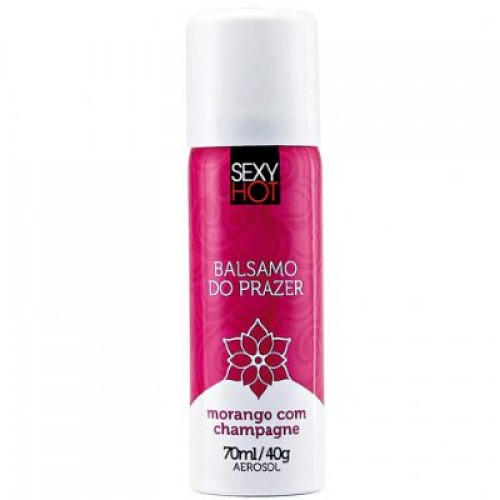 SEXY
HOT
BALSAMO
DO PRAZER
morango com
champagne
70ml/40g
AEROSOL